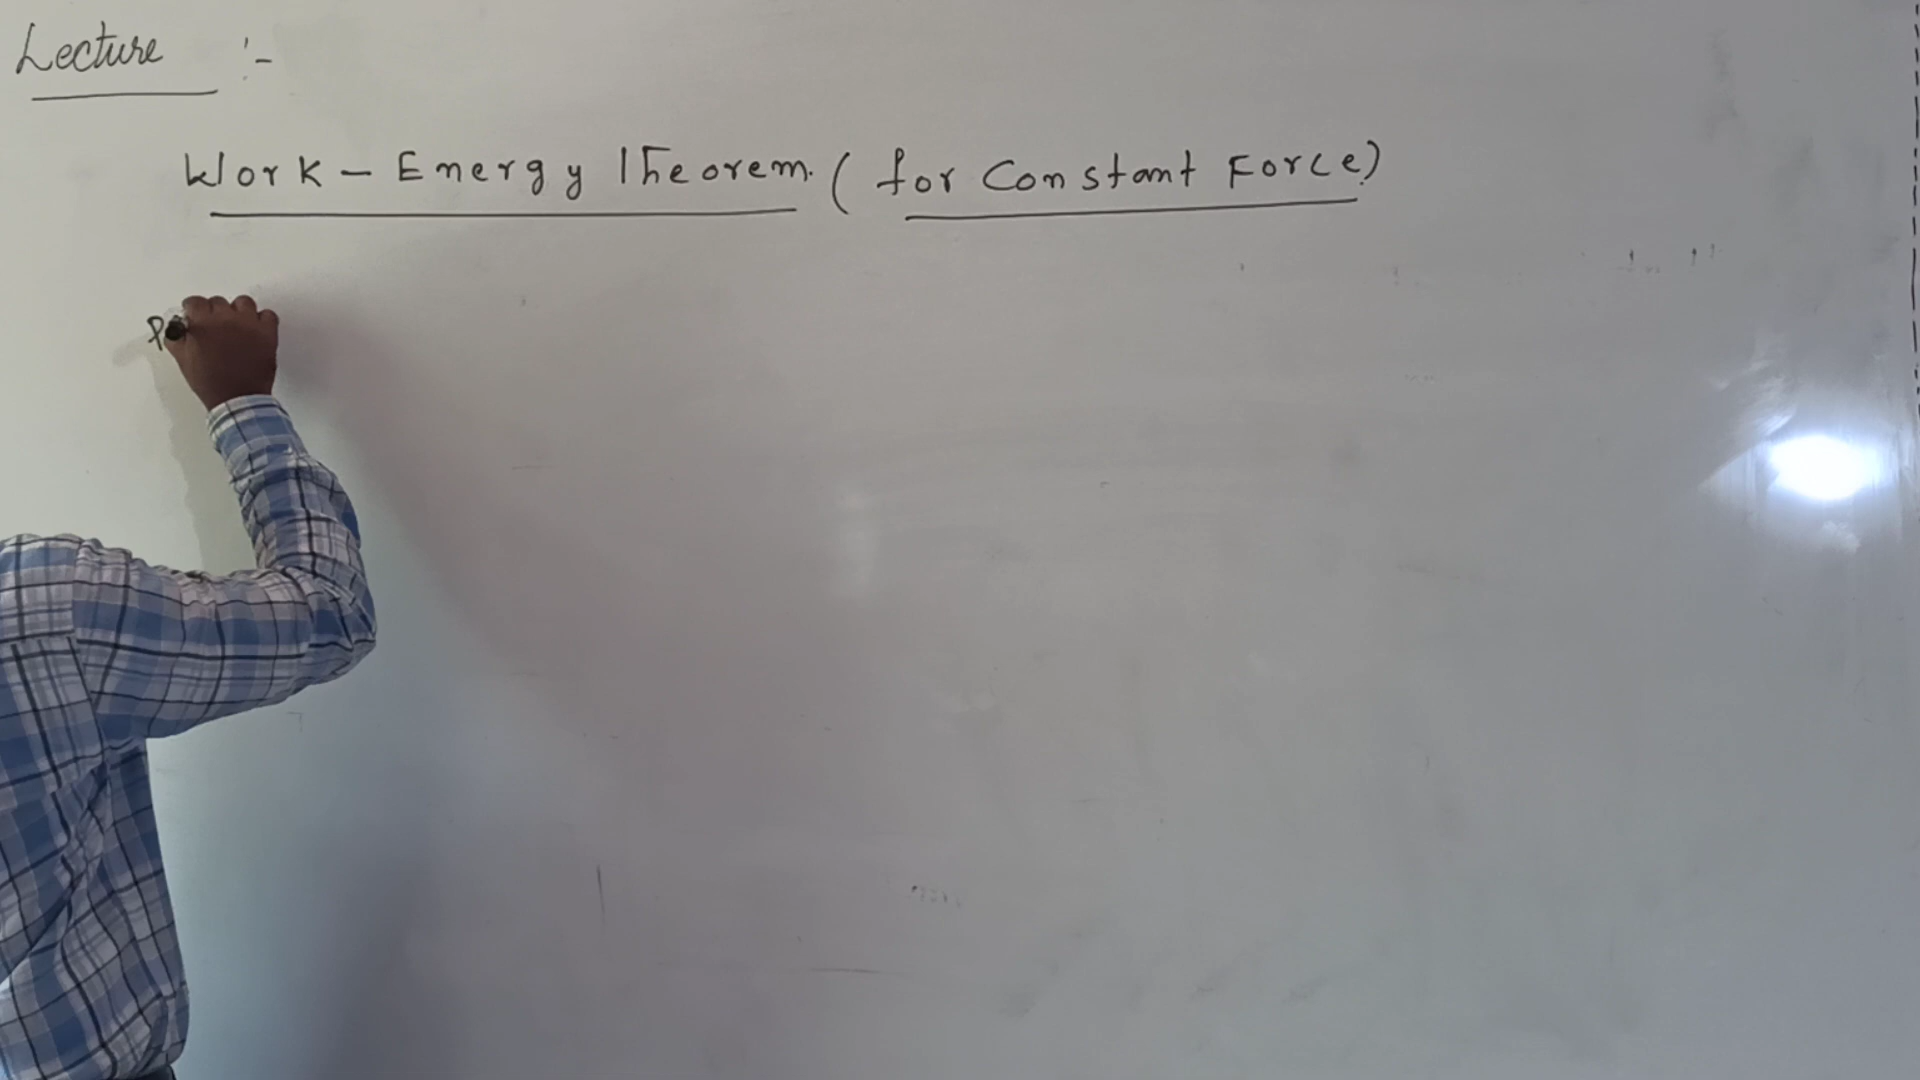 Lecture :-
Work - Energy Theorem. ( for Constant Force)